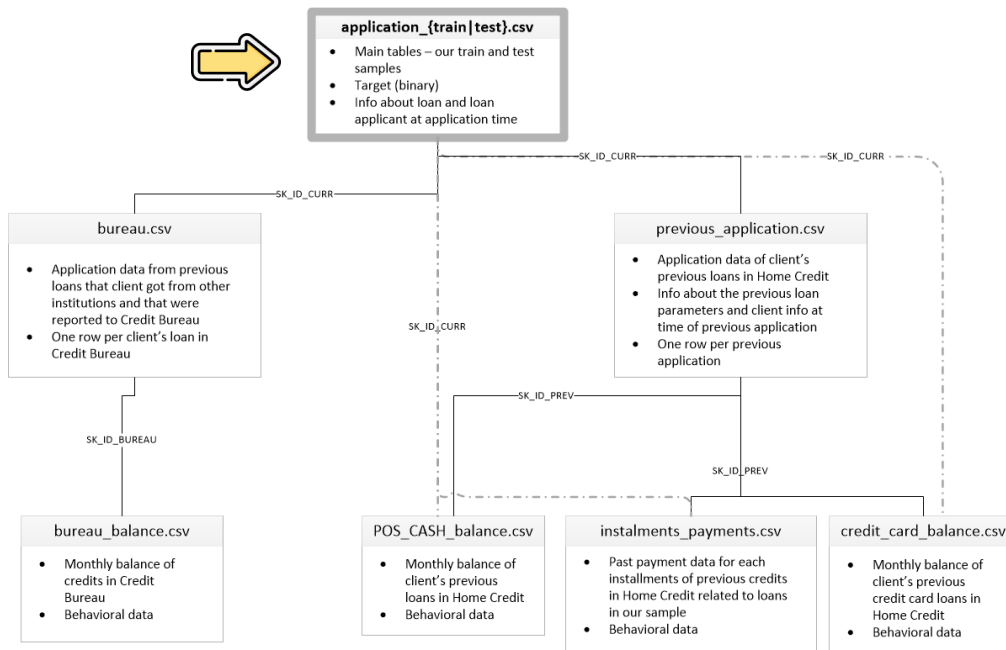 application_{train|test}.csv
Main tables – our train and test
samples
Target (binary)
Info about loan and loan
applicant at application time
SK_ID_CURR
SK_ID_CURR
SK_ID_CURR
bureau.csv
Application data from previous
loans that client got from other
institutions and that were
reported to Credit Bureau
One row per client's loan in
Credit Bureau
previous_application.csv
Application data of client's
previous loans in Home Credit
Info about the previous loan
parameters and client info at
time of previous application
One row per previous
application
SK_ID_CURR
SK_ID_PREV
SK_ID_BUREAU
SK_ID_PREV
bureau_balance.csv
Monthly balance of
credits in Credit
Bureau
Behavioral data
POS_CASH_balance.csv
Monthly balance of
client's previous
loans in Home Credit
Behavioral data
instalments_payments.csv
Past payment data for each
installments of previous credits
in Home Credit related to loans
in our sample
Behavioral data
credit_card_balance.csv
Monthly balance of
client's previous
credit card loans in
Home Credit
Behavioral data